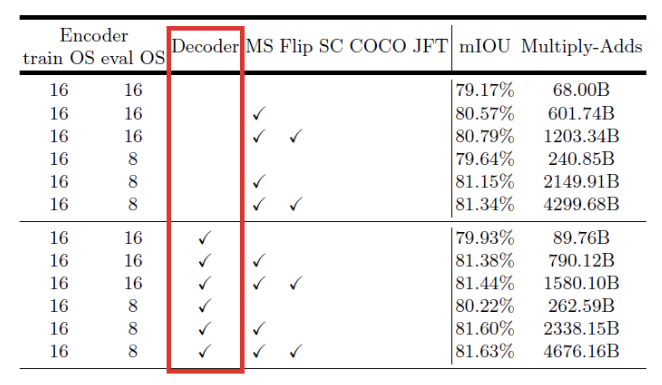 Encoder
train OS eval OS Decoder MS Flip SC COCO JFT mIOU Multiply-Adds
16 16 79.17% 68.00B
16 16 ✓ 80.57% 601.74B
16 16 ✓ ✓ 80.79% 1203.34B
16 8 79.64% 240.85B
16 8 ✓ 81.15% 2149.91B
16 8 ✓ ✓ 81.34% 4299.68B
16 16 ✓ 79.93% 89.76B
16 16 ✓ ✓ 81.38% 790.12B
16 16 ✓ ✓ ✓ 81.44% 1580.10B
16 8 ✓ 80.22% 262.59B
16 8 ✓ ✓ 81.60% 2338.15B
16 8 ✓ ✓ ✓ 81.63% 4676.16B